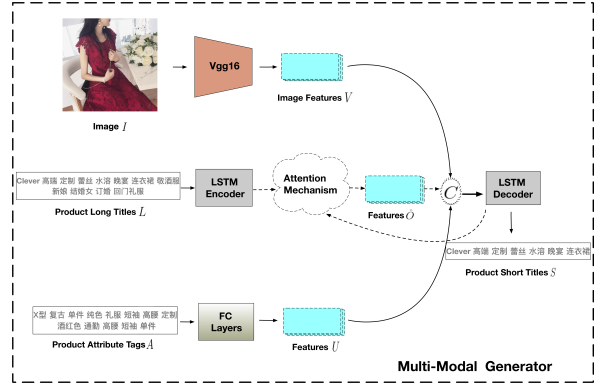 Vgg16
Image Features V
Image I
Clever 高端 定制 蕾丝 水溶 晚宴 连衣裙 敬酒服
新娘 结婚女 订婚 回门礼服
Product Long Titles L
LSTM
Encoder
Attention
Mechanism
Features Ô
C
LSTM
Decoder
Clever 高端 定制 蕾丝 水溶 晚宴 连衣裙
Product Short Titles S
X型 复古 单件 纯色 礼服 短袖 高腰 定制
酒红色 通勤 高腰 短袖 单件
Product Attribute Tags A
FC
Layers
Features U
Multi-Modal Generator